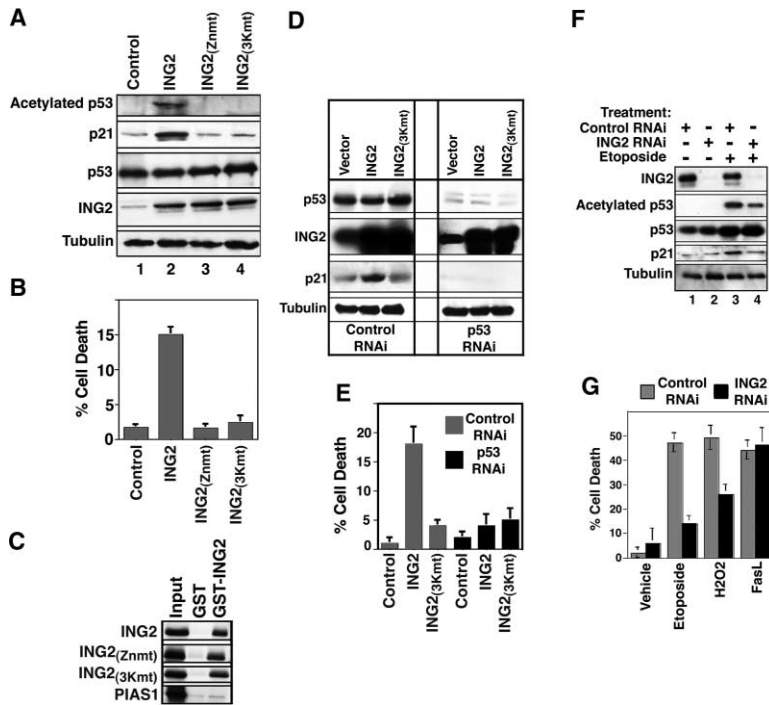 A
Control
ING2
ING2(Znmt)
ING2(3Kmt)
Acetylated p53
p21
p53
ING2
Tubulin
1 2 3 4
B
% Cell Death
15
10
5
0
Control
ING2
ING2(Znmt)
ING2(3Kmt)
C
Input
GST
GST-ING2
ING2
ING2(Znmt)
ING2(3Kmt)
PIAS1
D
Vector
ING2
ING2(3Kmt)
Vector
ING2
ING2(3Kmt)
p53
ING2
p21
Tubulin
Control RNAi
p53 RNAi
E
Control RNAi
p53 RNAi
% Cell Death
20
15
10
5
0
Control
ING2
ING2(3Kmt)
Control
ING2
ING2(3Kmt)
F
Treatment:
Control RNAi + - + -
ING2 RNAi - + - +
Etoposide - - + +
ING2
Acetylated p53
p53
p21
Tubulin
1 2 3 4
G
Control RNAi
ING2 RNAi
% Cell Death
50
40
30
20
10
0
Vehicle
Etoposide
H2O2
FasL